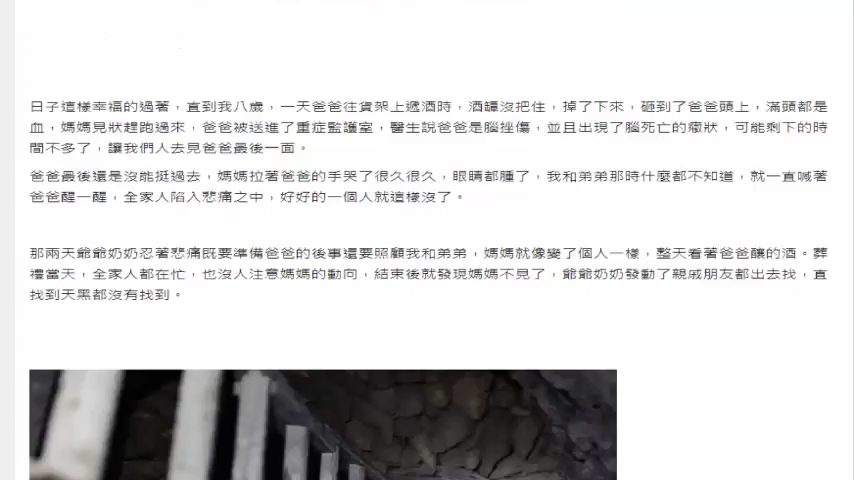 日子這樣幸福的過著，直到我八歲，一天爸爸往貨架上遞酒時，酒罈沒把住，掉了下來，砸到了爸爸頭上，滿頭都是
血，媽媽見狀趕跑過來，爸爸被送進了重症監護室，醫生說爸爸是腦挫傷，並且出現了腦死亡的癥狀，可能剩下的時
間不多了，讓我們人去見爸爸最後一面。
爸爸最後還是沒能挺過去，媽媽拉著爸爸的手哭了很久很久，眼睛都腫了，我和弟弟那時什麼都不知道，就一直喊著
爸爸醒一醒，全家人陷入悲痛之中，好好的一個人就這樣沒了。
那兩天爺爺奶奶忍著悲痛既要準備爸爸的後事還要照顧我和弟弟，媽媽就像變了個人一樣，整天看著爸爸釀的酒。葬
禮當天，全家人都在忙，也沒人注意媽媽的動向，結束後就發現媽媽不見了，爺爺奶奶發動了親戚朋友都出去找，直
找到天黑都沒有找到。